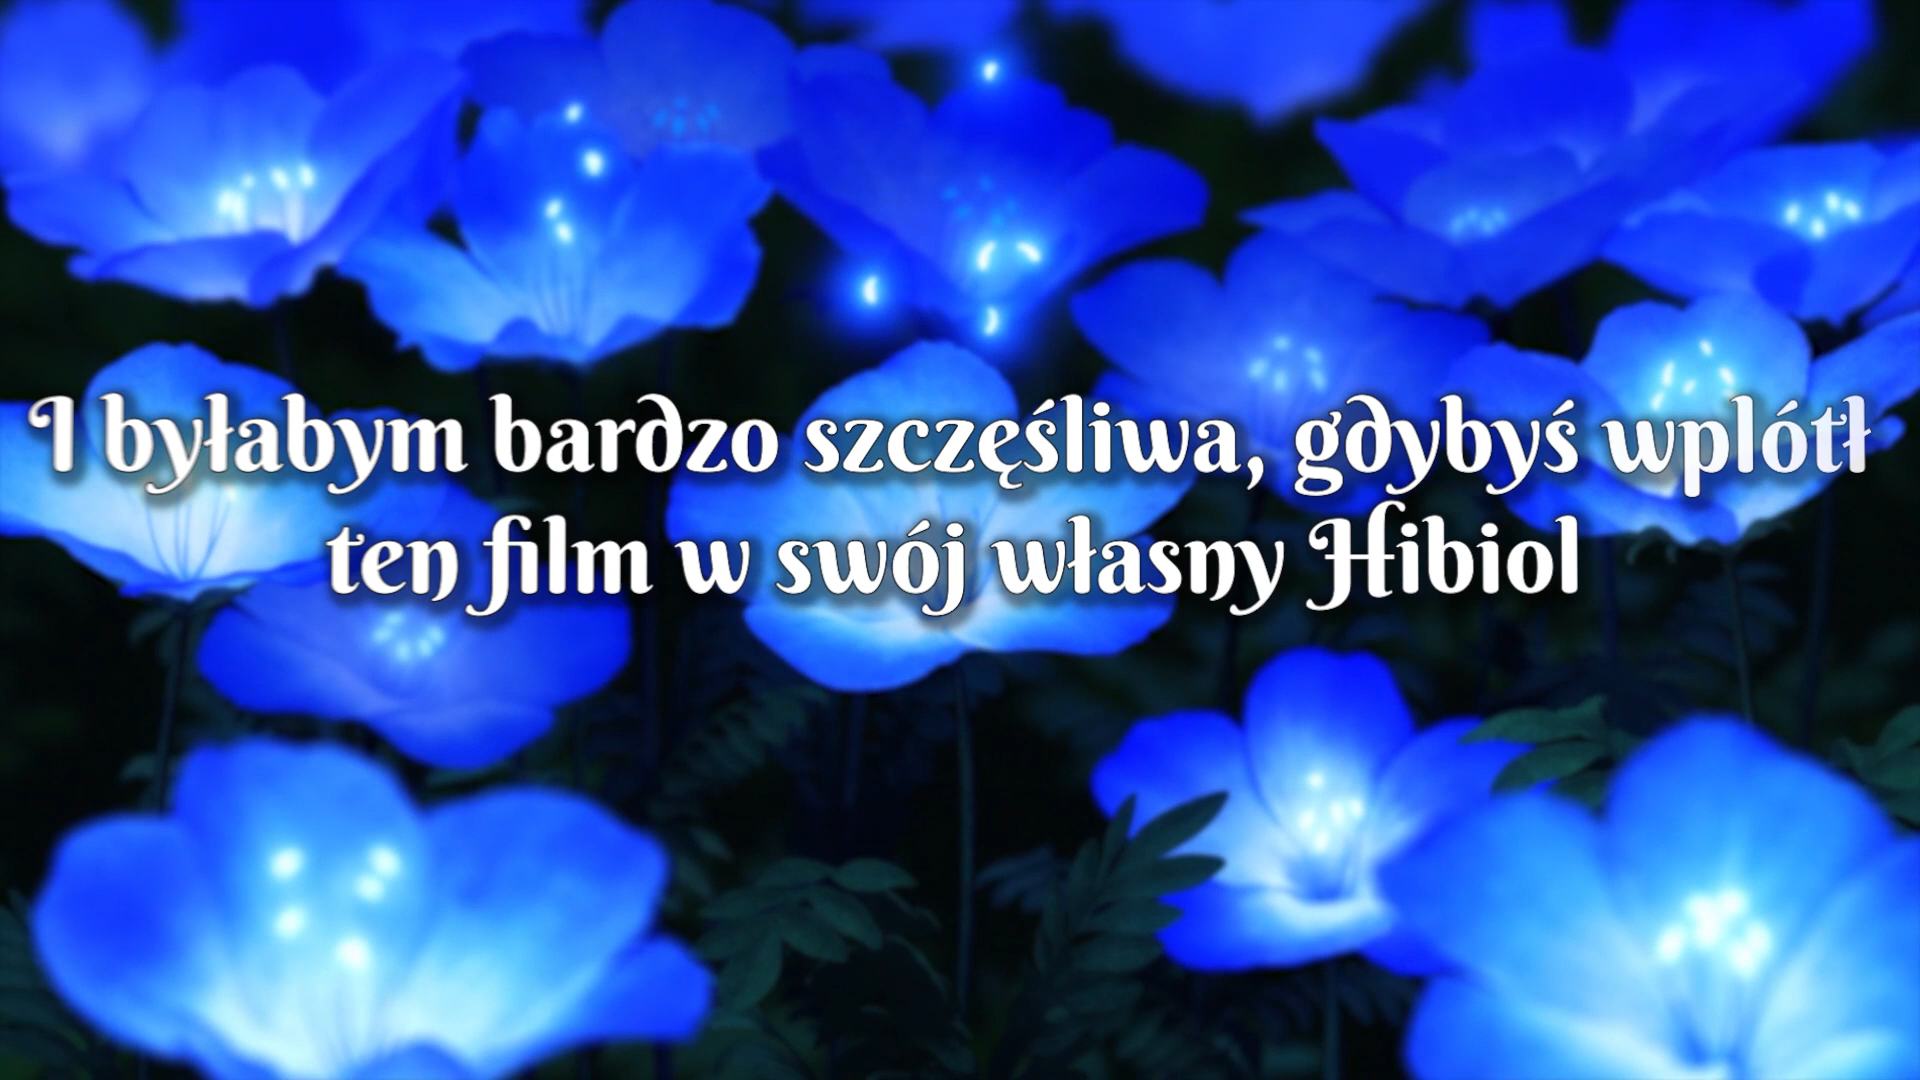 I byłabym bardzo szczęśliwa, gdybyś wplótł
ten film w swój własny Hibiol